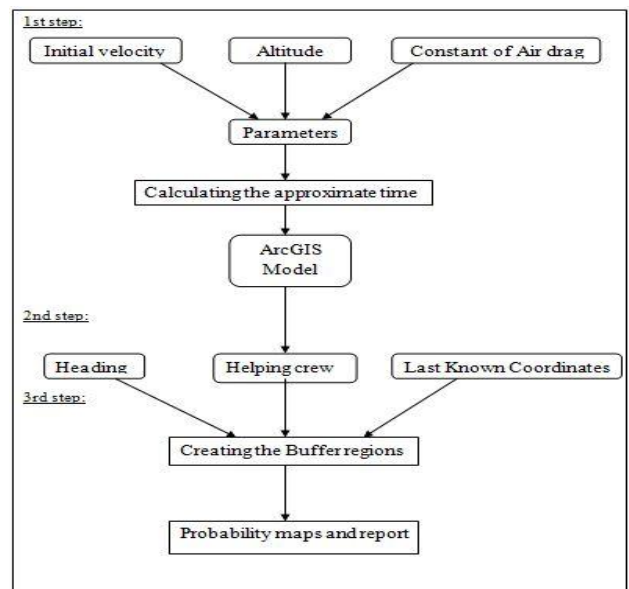 1st step:
Initial velocity
Altitude
Constant of Air drag
Parameters
Calculating the approximate time
ArcGIS
Model
2nd step:
Heading
Helping crew
Last Known Coordinates
3rd step:
Creating the Buffer regions
Probability maps and report